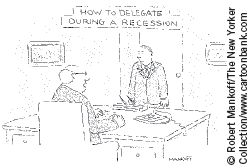 HOW TO DELEGATE
DURING A RECESSION
MANKOFF
© Robert Mankoff/The New Yorker
Collection/www.cartoonbank.com